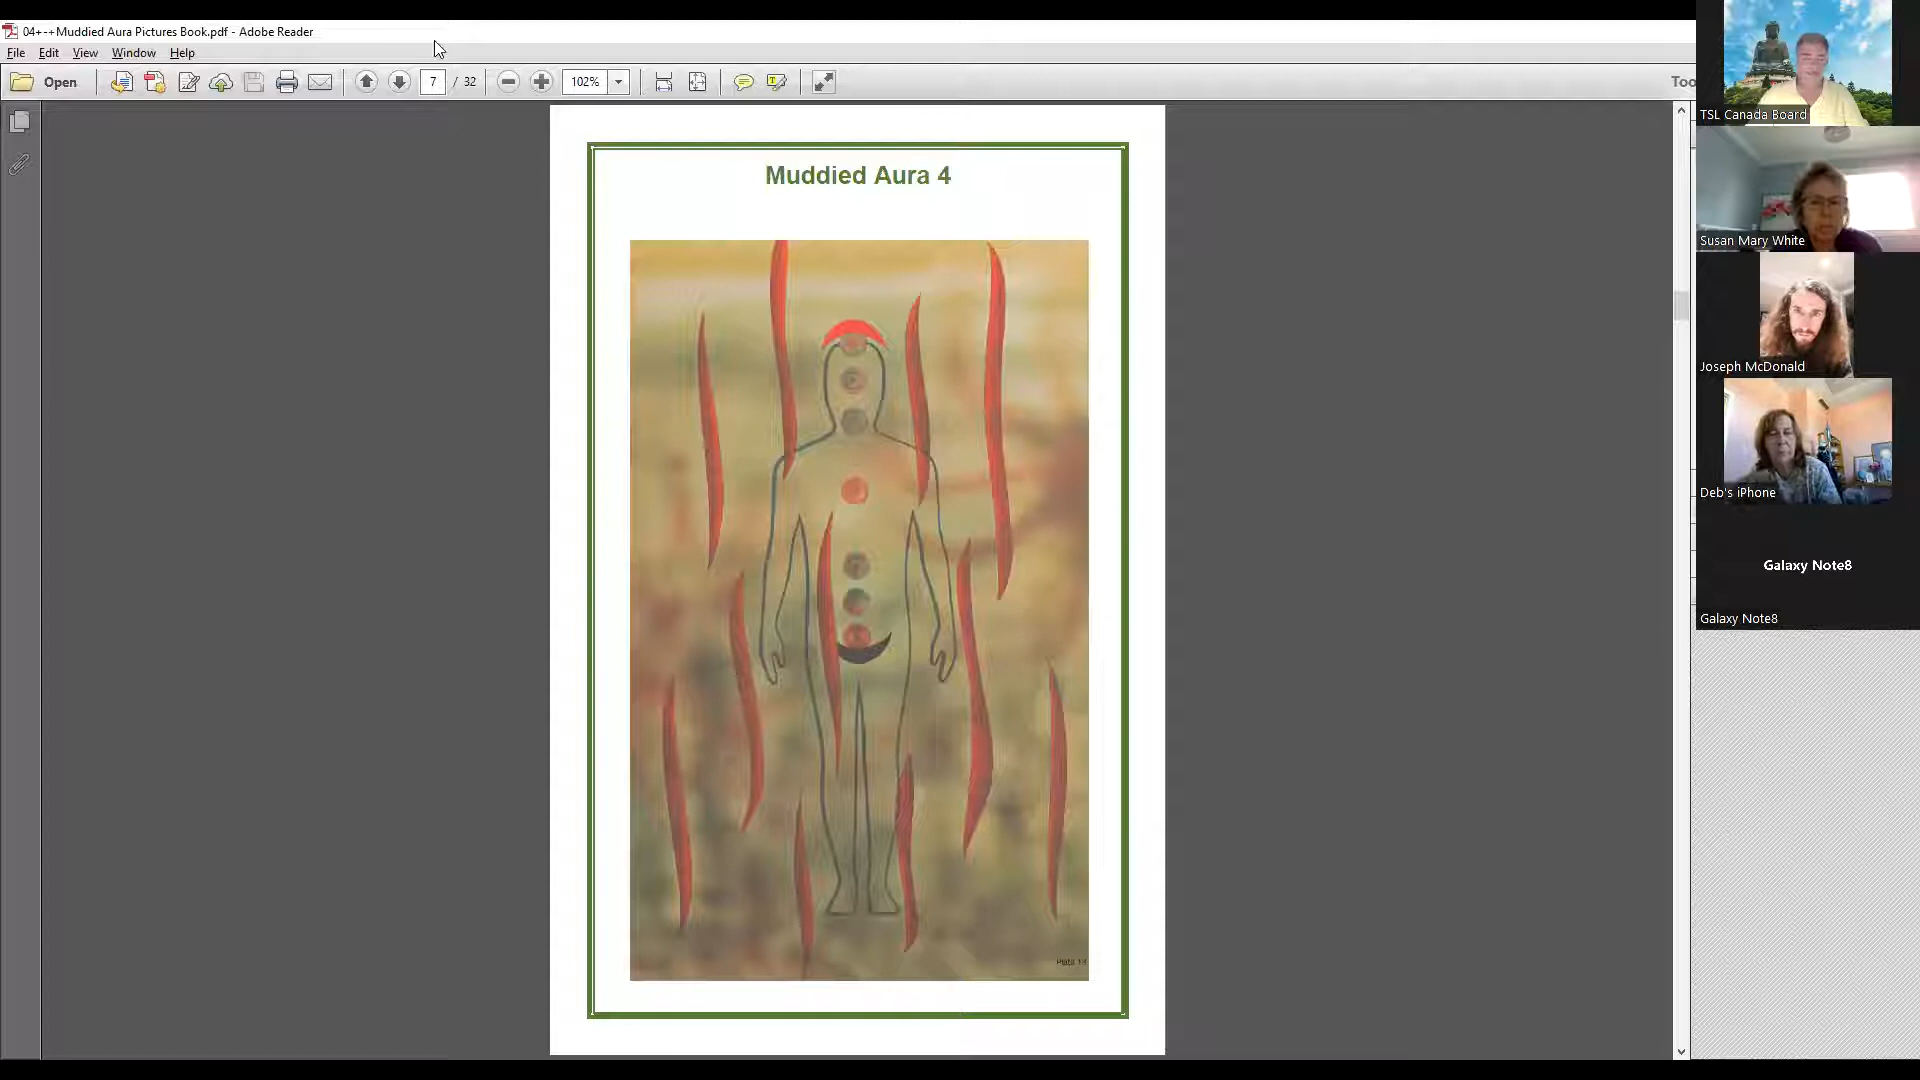 04+-+Muddied Aura Pictures Book.pdf - Adobe Reader
File Edit View Window Help
Open 7 / 32 102% Too
Muddied Aura 4
TSL Canada Board
Susan Mary White
Joseph McDonald
Deb's iPhone
Galaxy Note8
Galaxy Note8